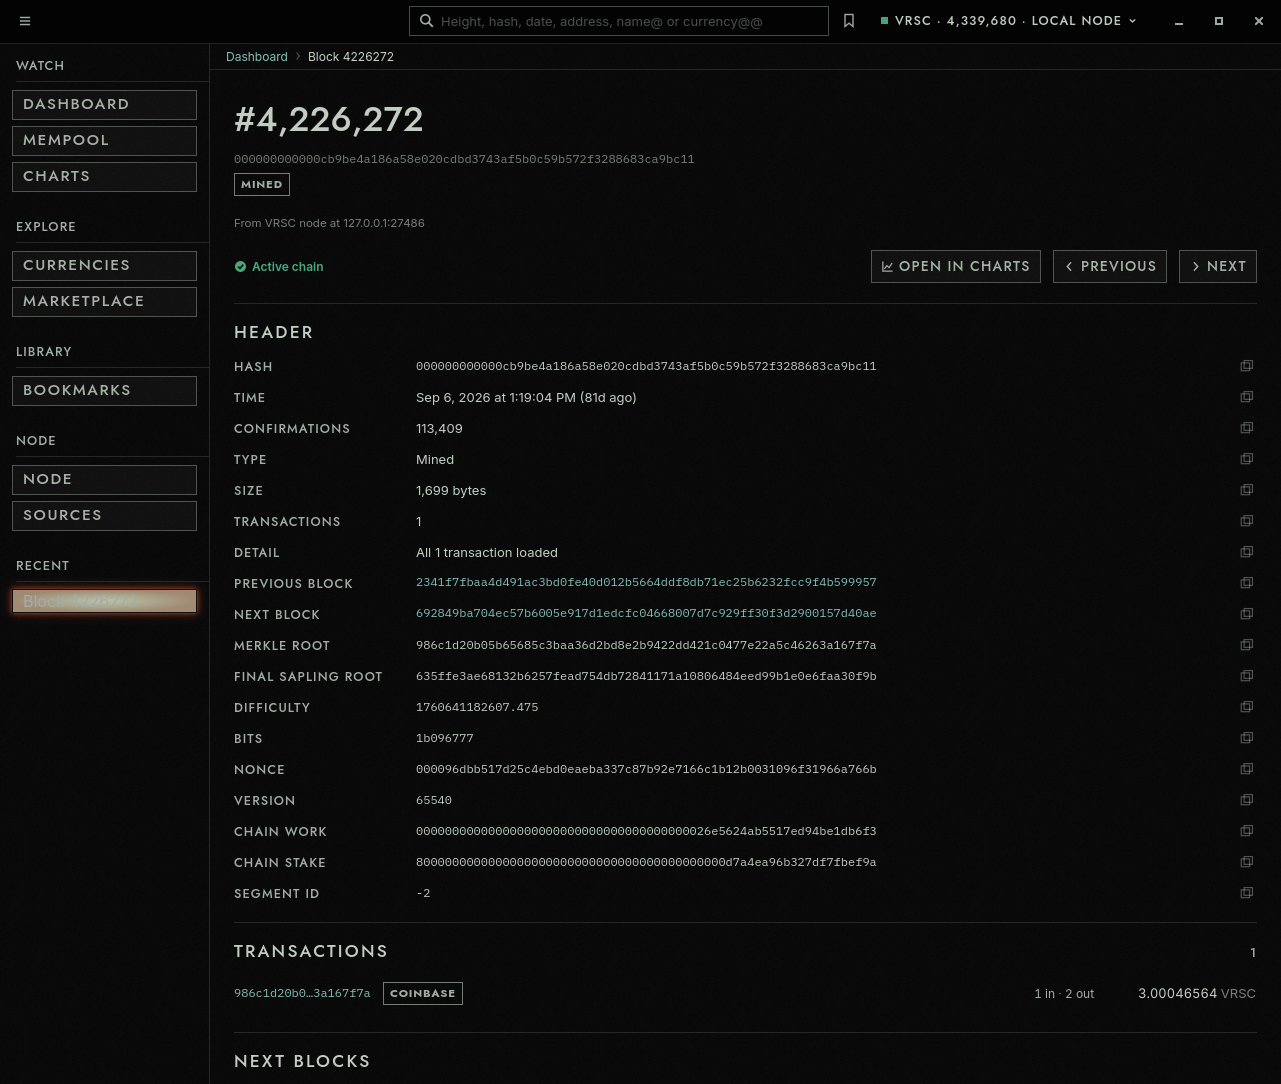 Height, hash, date, address, name@ or currency@@
VRSC · 4,339,680 · LOCAL NODE
Dashboard › Block 4226272
WATCH
DASHBOARD
MEMPOOL
CHARTS
EXPLORE
CURRENCIES
MARKETPLACE
LIBRARY
BOOKMARKS
NODE
NODE
SOURCES
RECENT
Block 4226272
#4,226,272
000000000000cb9be4a186a58e020cdbd3743af5b0c59b572f3288683ca9bc11
MINED
From VRSC node at 127.0.0.1:27486
Active chain
OPEN IN CHARTS
PREVIOUS
NEXT
HEADER
HASH 000000000000cb9be4a186a58e020cdbd3743af5b0c59b572f3288683ca9bc11
TIME Sep 6, 2026 at 1:19:04 PM (81d ago)
CONFIRMATIONS 113,409
TYPE Mined
SIZE 1,699 bytes
TRANSACTIONS 1
DETAIL All 1 transaction loaded
PREVIOUS BLOCK 2341f7fbaa4d491ac3bd0fe40d012b5664ddf8db71ec25b6232fcc9f4b599957
NEXT BLOCK 692849ba704ec57b6005e917d1edcfc04668007d7c929ff30f3d2900157d40ae
MERKLE ROOT 986c1d20b05b65685c3baa36d2bd8e2b9422dd421c0477e22a5c46263a167f7a
FINAL SAPLING ROOT 635ffe3ae68132b6257fead754db72841171a10806484eed99b1e0e6faa30f9b
DIFFICULTY 1760641182607.475
BITS 1b096777
NONCE 000096dbb517d25c4ebd0eaeba337c87b92e7166c1b12b0031096f31966a766b
VERSION 65540
CHAIN WORK 000000000000000000000000000000000000000026e5624ab5517ed94be1db6f3
CHAIN STAKE 80000000000000000000000000000000000000000000d7a4ea96b327df7fbef9a
SEGMENT ID -2
TRANSACTIONS 1
986c1d20b0…3a167f7a COINBASE 1 in · 2 out 3.00046564 VRSC
NEXT BLOCKS